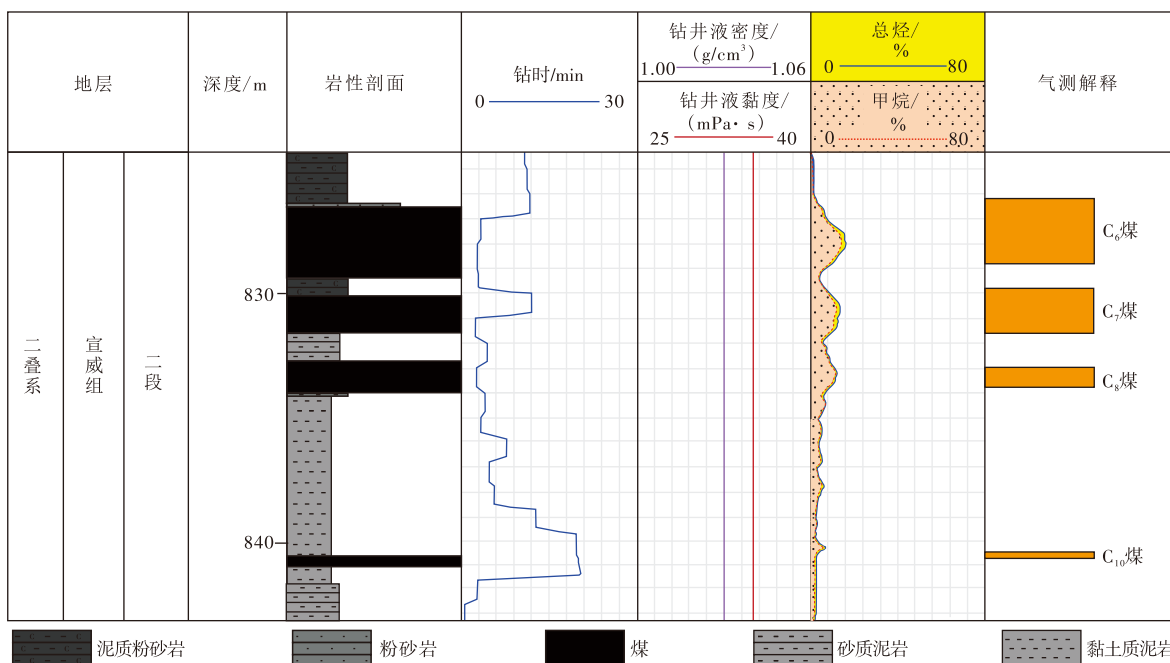 地层
深度/m
岩性剖面
钻时/min
0 30
钻井液密度/
(g/cm³)
1.00 1.06
钻井液黏度/
(mPa·s)
25 40
总烃/
%
0 80
甲烷/
%
0 80
气测解释
二叠系
宣威组
二段
830
840
C₆煤
C₇煤
C₈煤
C₁₀煤
泥质粉砂岩
粉砂岩
煤
砂质泥岩
黏土质泥岩